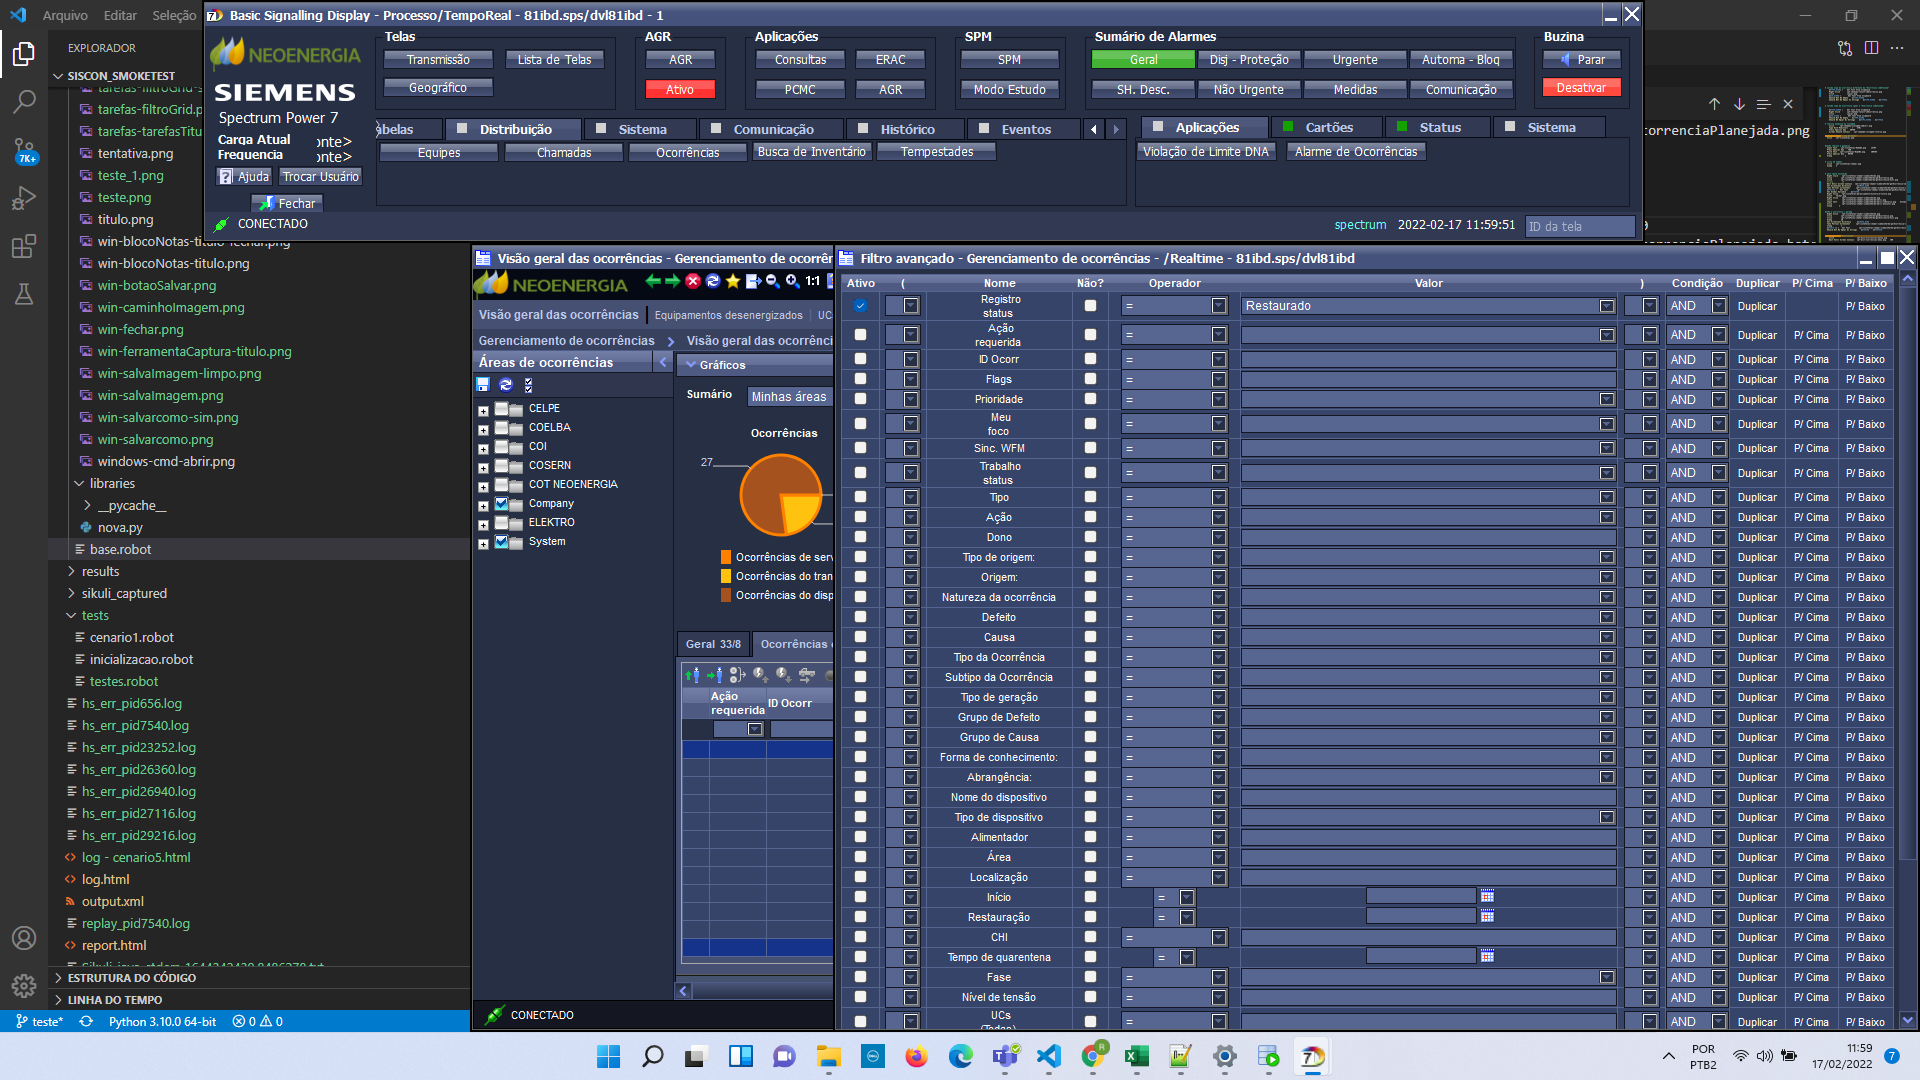 Arquivo Editar Seleção
Basic Signalling Display - Processo/TempoReal - 81ibd.sps/dvl81ibd - 1
NEOENERGIA
SIEMENS
Spectrum Power 7
Carga Atual onte>
Frequencia onte>
Ajuda Trocar Usuário
Fechar
CONECTADO
Telas
Transmissão Lista de Telas
Geográfico
AGR
AGR
Ativo
Aplicações
Consultas ERAC
PCMC AGR
SPM
SPM
Modo Estudo
Sumário de Alarmes
Geral Disj - Proteção Urgente Automa - Bloq
SH. Desc. Não Urgente Medidas Comunicação
Buzina
Parar
Desativar
abelas Distribuição Sistema Comunicação Histórico Eventos
Equipes Chamadas Ocorrências Busca de Inventário Tempestades
Aplicações Cartões Status Sistema
Violação de Limite DNA Alarme de Ocorrências
spectrum 2022-02-17 11:59:51 ID da tela
EXPLORADOR
SISCON_SMOKETEST
tarefas-filtroGrid.p
tarefas-tarefasTitu
tentativa.png
teste_1.png
teste.png
titulo.png
win-blocoNotas-titulo-fechar.png
win-blocoNotas-titulo.png
win-botaoSalvar.png
win-caminhoImagem.png
win-fechar.png
win-ferramentaCaptura-titulo.png
win-salvaImagem-limpo.png
win-salvaImagem.png
win-salvarcomo-sim.png
win-salvarcomo.png
windows-cmd-abrir.png
libraries
__pycache__
nova.py
base.robot
results
sikuli_captured
tests
cenario1.robot
inicializacao.robot
testes.robot
hs_err_pid656.log
hs_err_pid7540.log
hs_err_pid23252.log
hs_err_pid26360.log
hs_err_pid26940.log
hs_err_pid27116.log
hs_err_pid29216.log
log - cenario5.html
log.html
output.xml
replay_pid7540.log
report.html
ESTRUTURA DO CÓDIGO
LINHA DO TEMPO
7K+
teste* Python 3.10.0 64-bit 0 0
orrenciaPlanejada.png
Visão geral das ocorrências - Gerenciamento de ocorrê
NEOENERGIA 1:1
Visão geral das ocorrências Equipamentos desenergizados UC
Gerenciamento de ocorrências Visão geral das ocorrênci
Áreas de ocorrências
CELPE
COELBA
COI
COSERN
COT NEOENERGIA
Company
ELEKTRO
System
Gráficos
Sumário Minhas áreas
Ocorrências
27
Ocorrências de serv
Ocorrências do tran
Ocorrências do disp
Geral 33/8 Ocorrências
Ação requerida ID Ocorr
CONECTADO
Filtro avançado - Gerenciamento de ocorrências - /Realtime - 81ibd.sps/dvl81ibd
Ativo ( Nome Não? Operador Valor ) Condição Duplicar P/ Cima P/ Baixo
Registro status = Restaurado AND Duplicar P/ Baixo
Ação requerida = AND Duplicar P/ Cima P/ Baixo
ID Ocorr = AND Duplicar P/ Cima P/ Baixo
Flags = AND Duplicar P/ Cima P/ Baixo
Prioridade = AND Duplicar P/ Cima P/ Baixo
Meu foco = AND Duplicar P/ Cima P/ Baixo
Sinc. WFM = AND Duplicar P/ Cima P/ Baixo
Trabalho status = AND Duplicar P/ Cima P/ Baixo
Tipo = AND Duplicar P/ Cima P/ Baixo
Ação = AND Duplicar P/ Cima P/ Baixo
Dono = AND Duplicar P/ Cima P/ Baixo
Tipo de origem: = AND Duplicar P/ Cima P/ Baixo
Origem: = AND Duplicar P/ Cima P/ Baixo
Natureza da ocorrência = AND Duplicar P/ Cima P/ Baixo
Defeito = AND Duplicar P/ Cima P/ Baixo
Causa = AND Duplicar P/ Cima P/ Baixo
Tipo da Ocorrência = AND Duplicar P/ Cima P/ Baixo
Subtipo da Ocorrência = AND Duplicar P/ Cima P/ Baixo
Tipo de geração = AND Duplicar P/ Cima P/ Baixo
Grupo de Defeito = AND Duplicar P/ Cima P/ Baixo
Grupo de Causa = AND Duplicar P/ Cima P/ Baixo
Forma de conhecimento: = AND Duplicar P/ Cima P/ Baixo
Abrangência: = AND Duplicar P/ Cima P/ Baixo
Nome do dispositivo = AND Duplicar P/ Cima P/ Baixo
Tipo de dispositivo = AND Duplicar P/ Cima P/ Baixo
Alimentador = AND Duplicar P/ Cima P/ Baixo
Área = AND Duplicar P/ Cima P/ Baixo
Localização = AND Duplicar P/ Cima P/ Baixo
Início = AND Duplicar P/ Cima P/ Baixo
Restauração = AND Duplicar P/ Cima P/ Baixo
CHI = AND Duplicar P/ Cima P/ Baixo
Tempo de quarentena = AND Duplicar P/ Cima P/ Baixo
Fase = AND Duplicar P/ Cima P/ Baixo
Nível de tensão = AND Duplicar P/ Cima P/ Baixo
UCs = AND Duplicar P/ Cima P/ Baixo
POR PTB2
11:59
17/02/2022
7